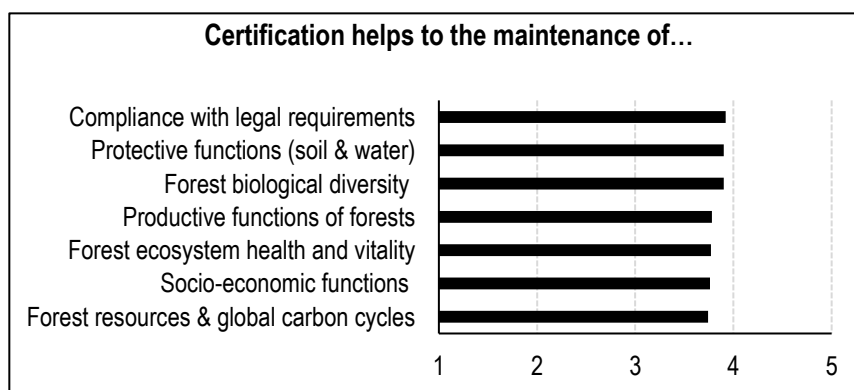 Certification helps to the maintenance of…
Compliance with legal requirements
Protective functions (soil & water)
Forest biological diversity
Productive functions of forests
Forest ecosystem health and vitality
Socio-economic functions
Forest resources & global carbon cycles
1 2 3 4 5